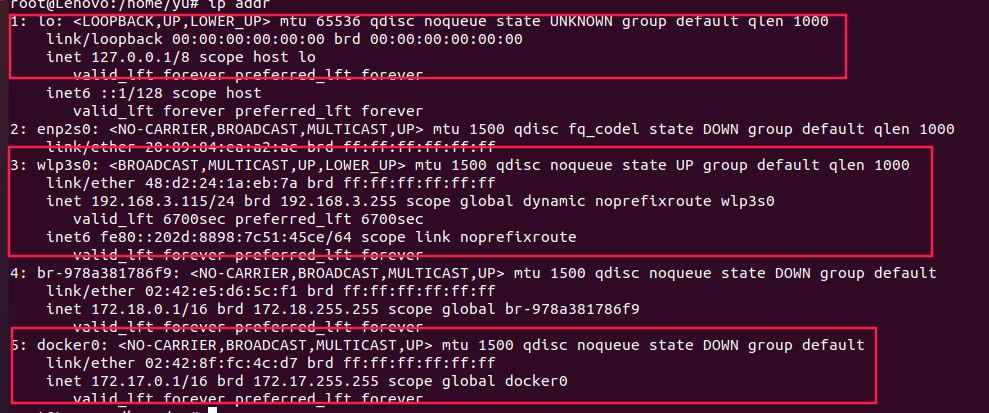 root@Lenovo:/home/yu# ip addr
1: lo: <LOOPBACK,UP,LOWER_UP> mtu 65536 qdisc noqueue state UNKNOWN group default qlen 1000
link/loopback 00:00:00:00:00:00 brd 00:00:00:00:00:00
inet 127.0.0.1/8 scope host lo
valid_lft forever preferred_lft forever
inet6 ::1/128 scope host
valid_lft forever preferred_lft forever
2: enp2s0: <NO-CARRIER,BROADCAST,MULTICAST,UP> mtu 1500 qdisc fq_codel state DOWN group default qlen 1000
link/ether 20:89:84:ea:a2:ac brd ff:ff:ff:ff:ff:ff
3: wlp3s0: <BROADCAST,MULTICAST,UP,LOWER_UP> mtu 1500 qdisc noqueue state UP group default qlen 1000
link/ether 48:d2:24:1a:eb:7a brd ff:ff:ff:ff:ff:ff
inet 192.168.3.115/24 brd 192.168.3.255 scope global dynamic noprefixroute wlp3s0
valid_lft 6700sec preferred_lft 6700sec
inet6 fe80::202d:8898:7c51:45ce/64 scope link noprefixroute
valid_lft forever preferred_lft forever
4: br-978a381786f9: <NO-CARRIER,BROADCAST,MULTICAST,UP> mtu 1500 qdisc noqueue state DOWN group default
link/ether 02:42:e5:d6:5c:f1 brd ff:ff:ff:ff:ff:ff
inet 172.18.0.1/16 brd 172.18.255.255 scope global br-978a381786f9
valid_lft forever preferred_lft forever
5: docker0: <NO-CARRIER,BROADCAST,MULTICAST,UP> mtu 1500 qdisc noqueue state DOWN group default
link/ether 02:42:8f:fc:4c:d7 brd ff:ff:ff:ff:ff:ff
inet 172.17.0.1/16 brd 172.17.255.255 scope global docker0
valid_lft forever preferred_lft forever